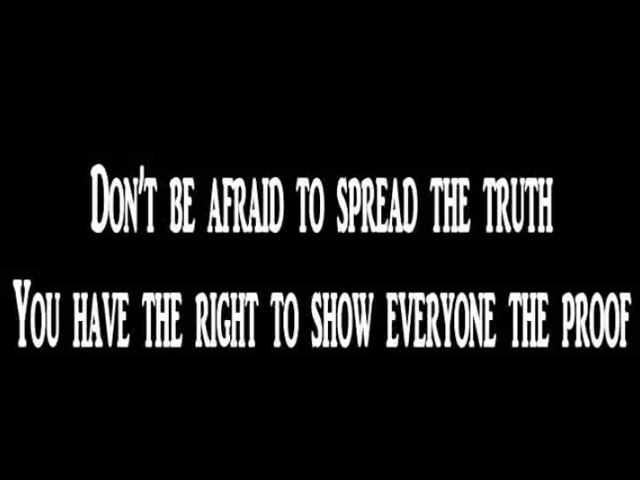 Don't be afraid to spread the truth
You have the right to show everyone the proof